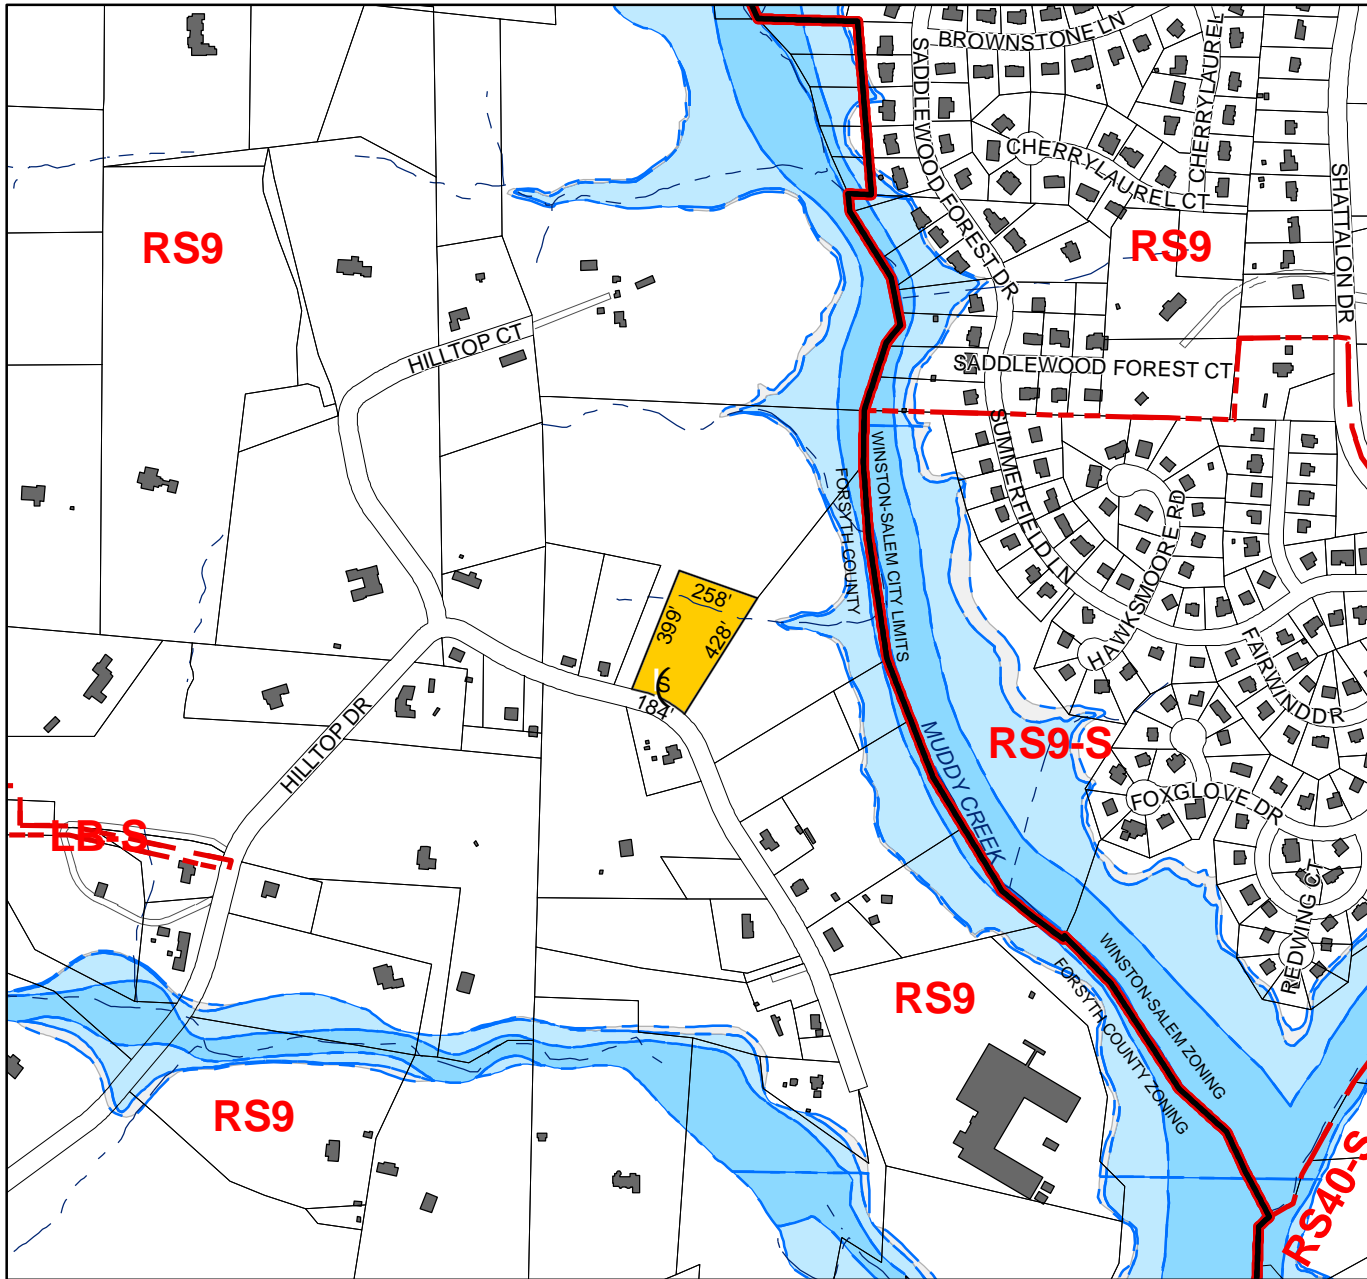 BROWNSTONE LN
SADDLEWOOD FOREST DR
CHERRYLAUREL
CHERRYLAUREL CT
SHATTALON DR
RS9
RS9
HILLTOP CT
SADDLEWOOD FOREST CT
SUMMERFIELD LN
WINSTON-SALEM CITY LIMITS
FORSYTH COUNTY
HAWKSMOORE RD
258'
399'
428'
S
184'
FAIRWIND DR
HILLTOP DR
MUDDY CREEK
RS9-S
FOXGLOVE DR
LB-S
REDWING CT
WINSTON-SALEM ZONING
FORSYTH COUNTY ZONING
RS9
RS9
RS40-S